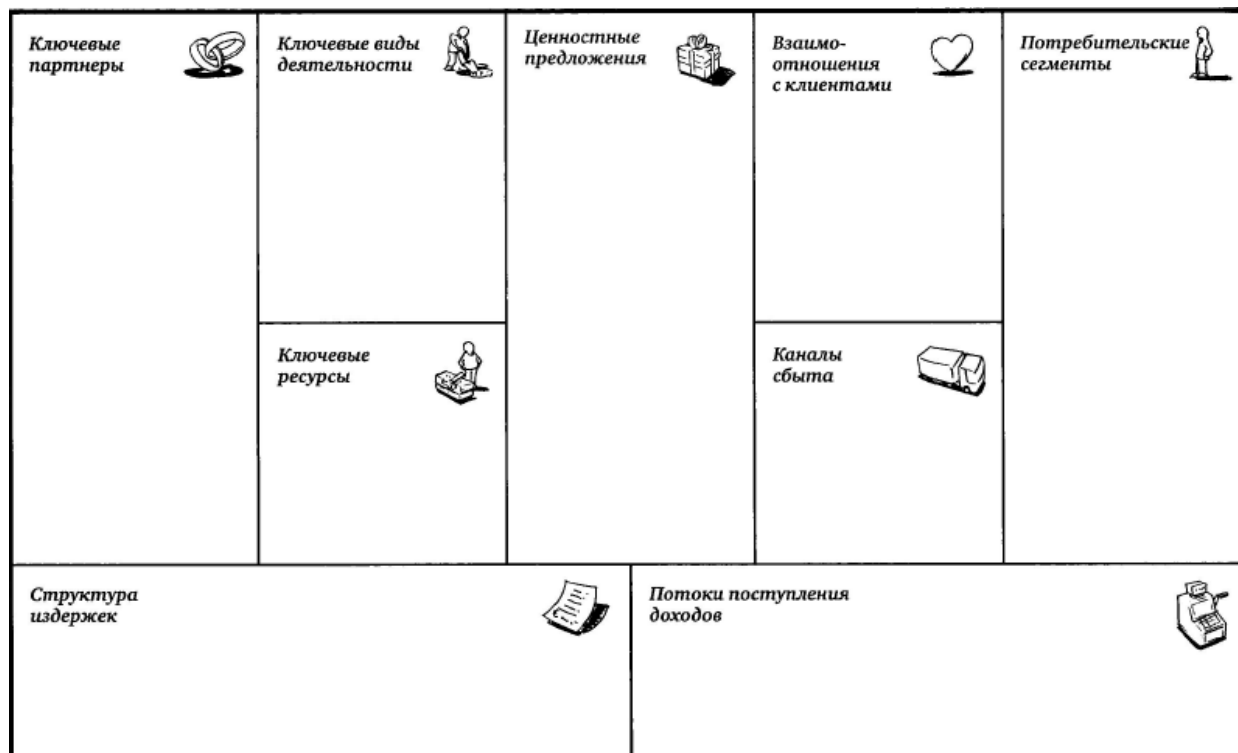 Ключевые
партнеры
Ключевые виды
деятельности
Ценностные
предложения
Взаимо-
отношения
с клиентами
Потребительские
сегменты
Ключевые
ресурсы
Каналы
сбыта
Структура
издержек
Потоки поступления
доходов